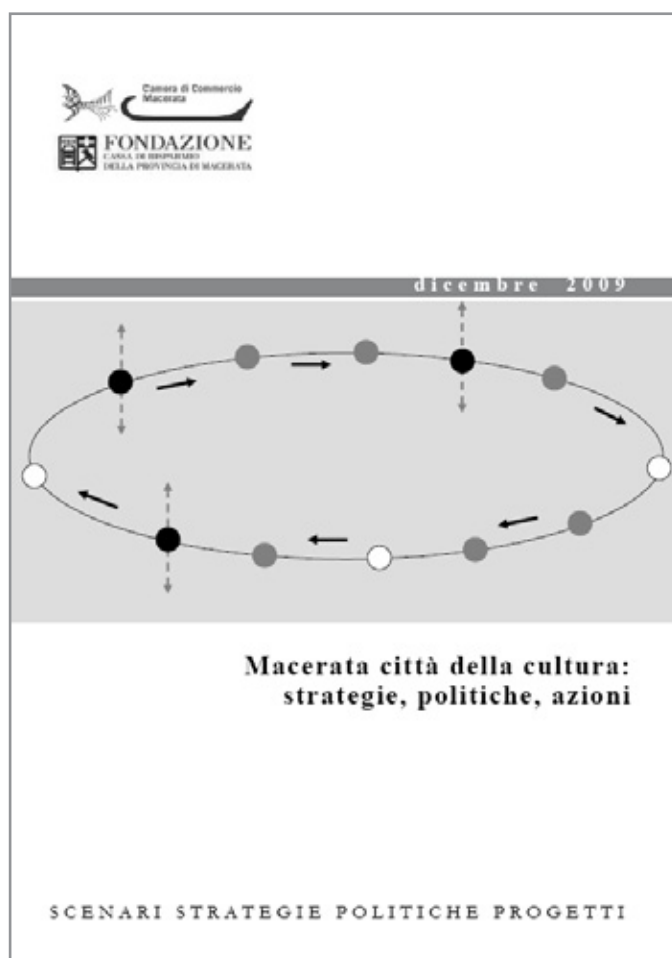 Camera di Commercio
Macerata
FONDAZIONE
CASSA DI RISPARMIO
DELLA PROVINCIA DI MACERATA
dicembre 2009
Macerata città della cultura:
strategie, politiche, azioni
SCENARI STRATEGIE POLITICHE PROGETTI